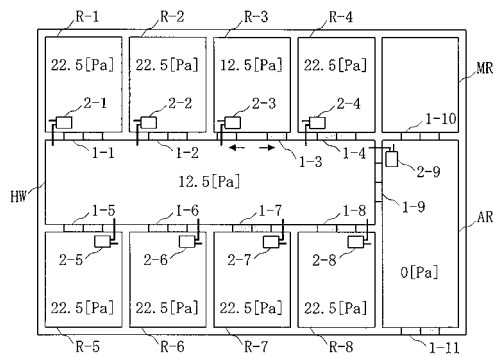 R-1 R-2 R-3 R-4
22.5[Pa] 22.5[Pa] 12.5[Pa] 22.5[Pa] MR
2-1 2-2 2-3 2-4 1-10
1-1 1-2 1-3 1-4 2-9
HW 12.5[Pa] 1-9
1-5 1-6 1-7 1-8 AR
2-5 2-6 2-7 2-8 0[Pa]
22.5[Pa] 22.5[Pa] 22.5[Pa] 22.5[Pa]
R-5 R-6 R-7 R-8 1-11